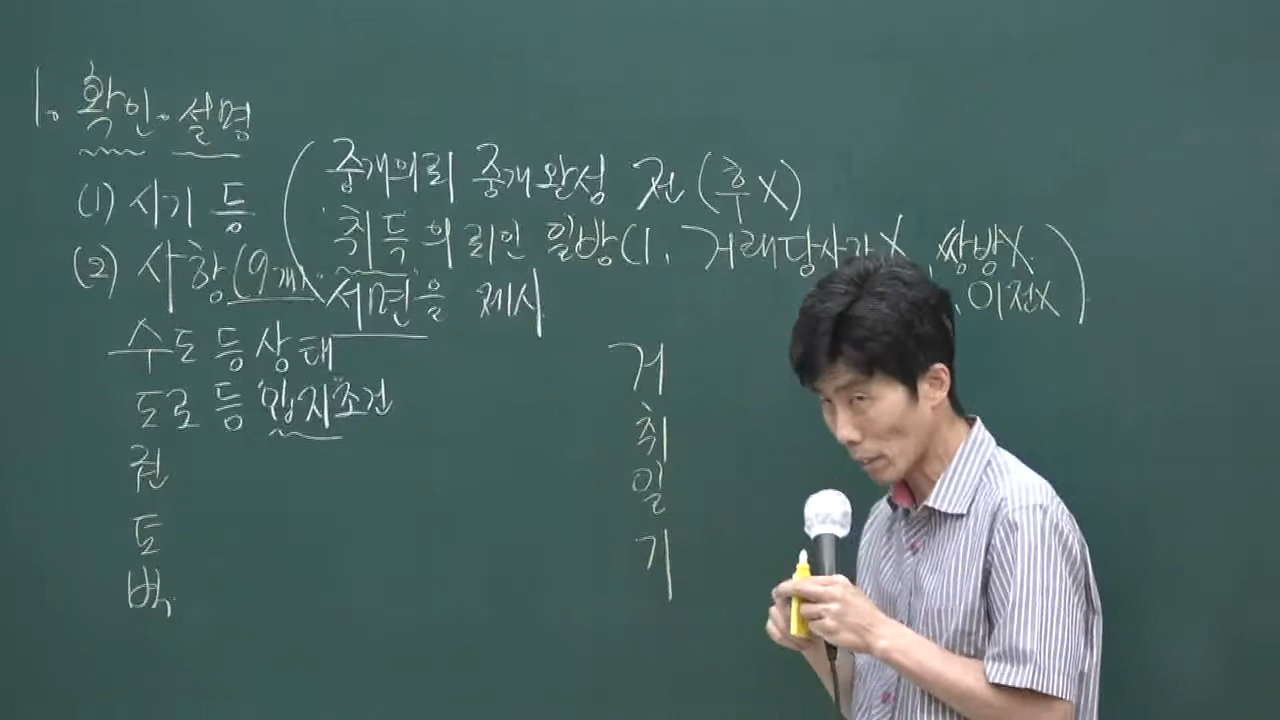 1. 확인·설명
(1) 시기 등 ( 중개의뢰 중개완성 전 (후X)
취득의뢰인 일방(1, 거래당사자X, 쌍방X
, 이전X )
(2) 사항(9개) 서면을 제시
수도 등 상태
도로 등 "입지"조건
권
토
벽
거
취
일
기